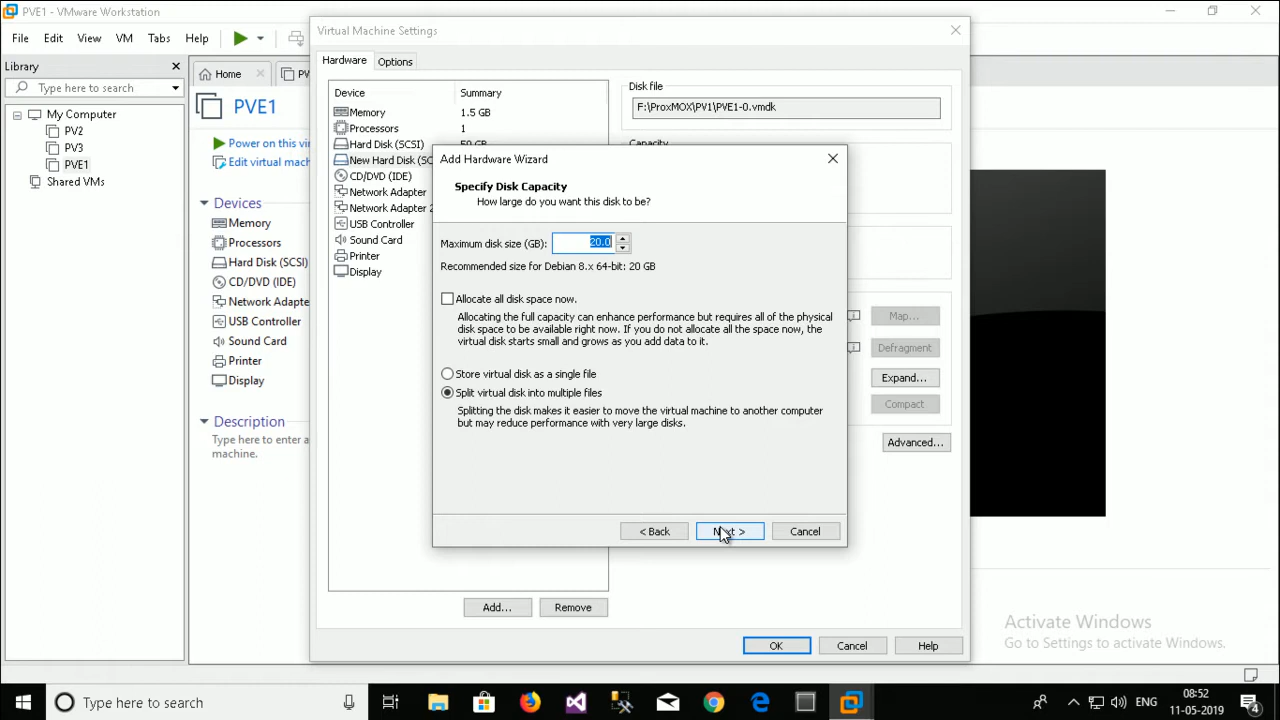 PVE1 - VMware Workstation
File Edit View VM Tabs Help
Library
Type here to search
My Computer
PV2
PV3
PVE1
Shared VMs
Home
PVE1
Power on this vi
Edit virtual mach
Devices
Memory
Processors
Hard Disk (SCSI)
CD/DVD (IDE)
Network Adapte
USB Controller
Sound Card
Printer
Display
Description
Type here to enter a
machine.
Virtual Machine Settings
Hardware Options
Device Summary
Memory 1.5 GB
Processors 1
Hard Disk (SCSI) 50 GB
New Hard Disk (SC
CD/DVD (IDE)
Network Adapter
Network Adapter 2
USB Controller
Sound Card
Printer
Display
Add... Remove
Disk file
F:\ProxMOX\PV1\PVE1-0.vmdk
Capacity
Map...
Defragment
Expand...
Compact
Advanced...
OK Cancel Help
Add Hardware Wizard
Specify Disk Capacity
How large do you want this disk to be?
Maximum disk size (GB): 20.0
Recommended size for Debian 8.x 64-bit: 20 GB
Allocate all disk space now.
Allocating the full capacity can enhance performance but requires all of the physical
disk space to be available right now. If you do not allocate all the space now, the
virtual disk starts small and grows as you add data to it.
Store virtual disk as a single file
Split virtual disk into multiple files
Splitting the disk makes it easier to move the virtual machine to another computer
but may reduce performance with very large disks.
< Back Next > Cancel
Activate Windows
Go to Settings to activate Windows.
Type here to search
ENG
08:52
11-05-2019
4